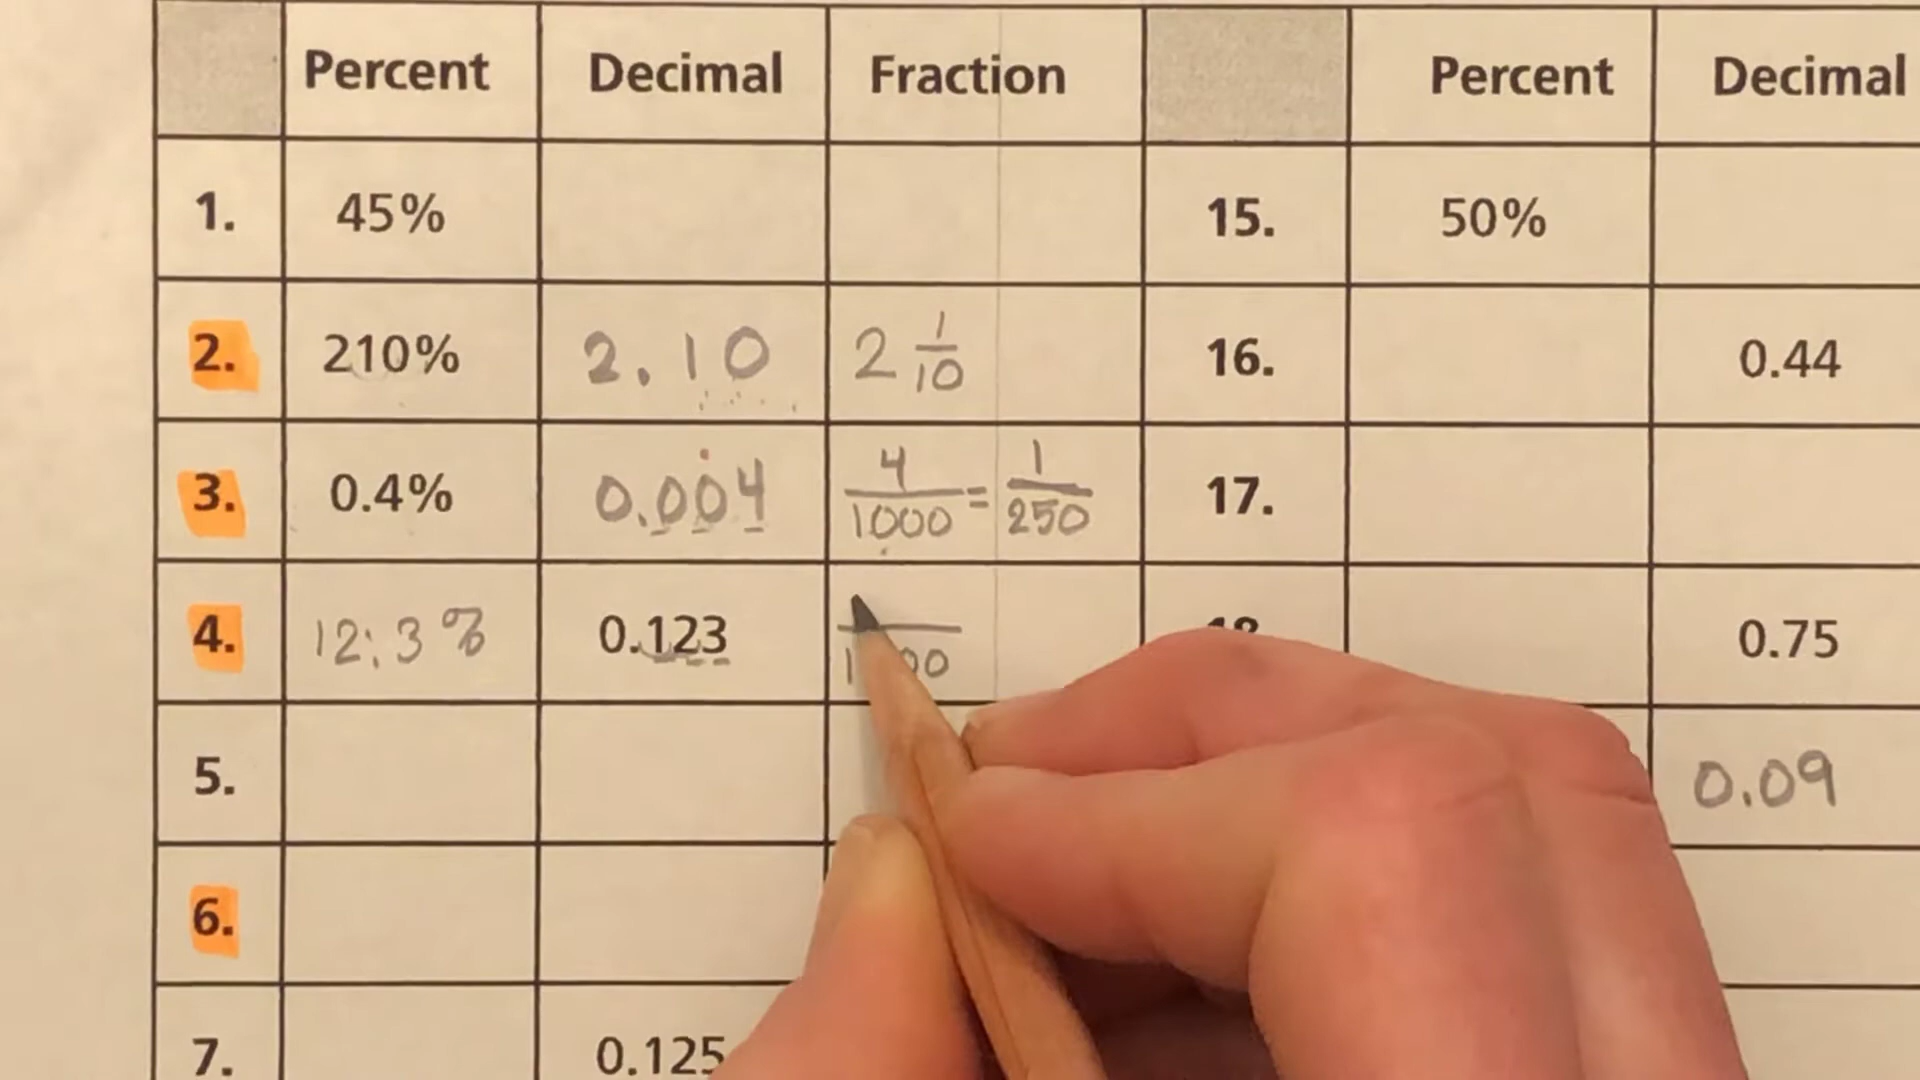 Percent Decimal Fraction Percent Decimal
1. 45% 15. 50%
2. 210% 2.10 2 1/10 16. 0.44
3. 0.4% 0.004 4/1000 = 1/250 17.
4. 12.3% 0.123 0.75
5. 0.09
6.
7. 0.125